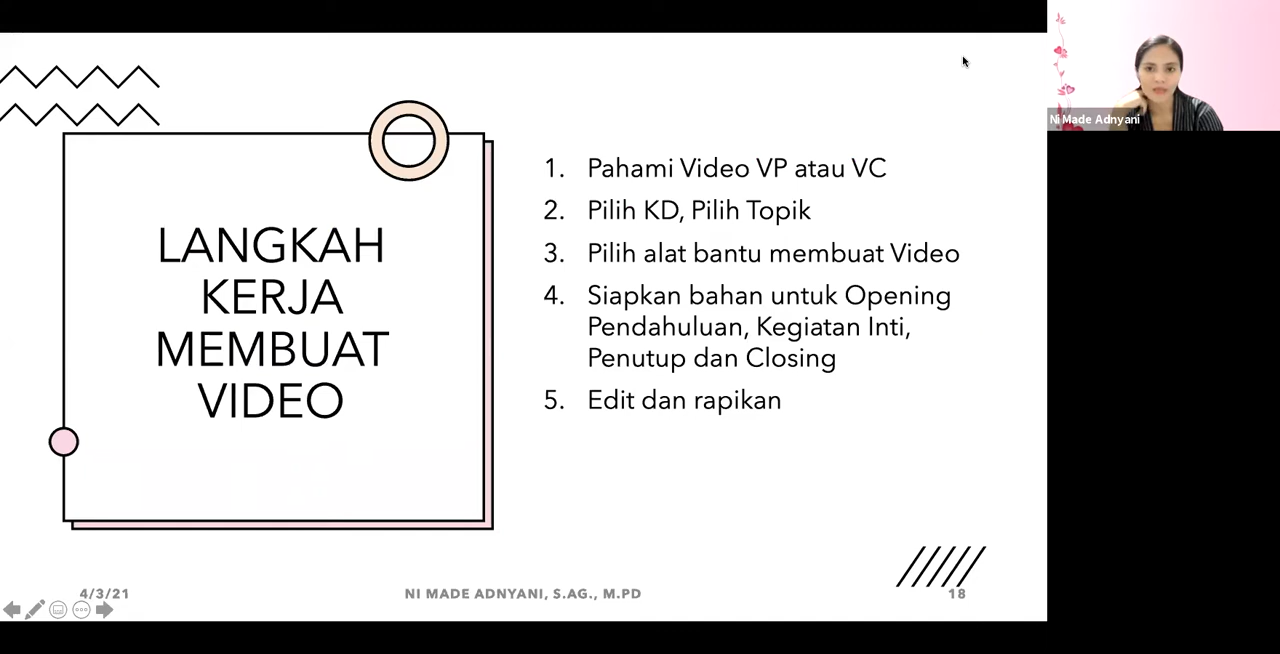 LANGKAH
KERJA
MEMBUAT
VIDEO
1. Pahami Video VP atau VC
2. Pilih KD, Pilih Topik
3. Pilih alat bantu membuat Video
4. Siapkan bahan untuk Opening
Pendahuluan, Kegiatan Inti,
Penutup dan Closing
5. Edit dan rapikan
4/3/21
NI MADE ADNYANI, S.AG., M.PD
18
Ni Made Adnyani